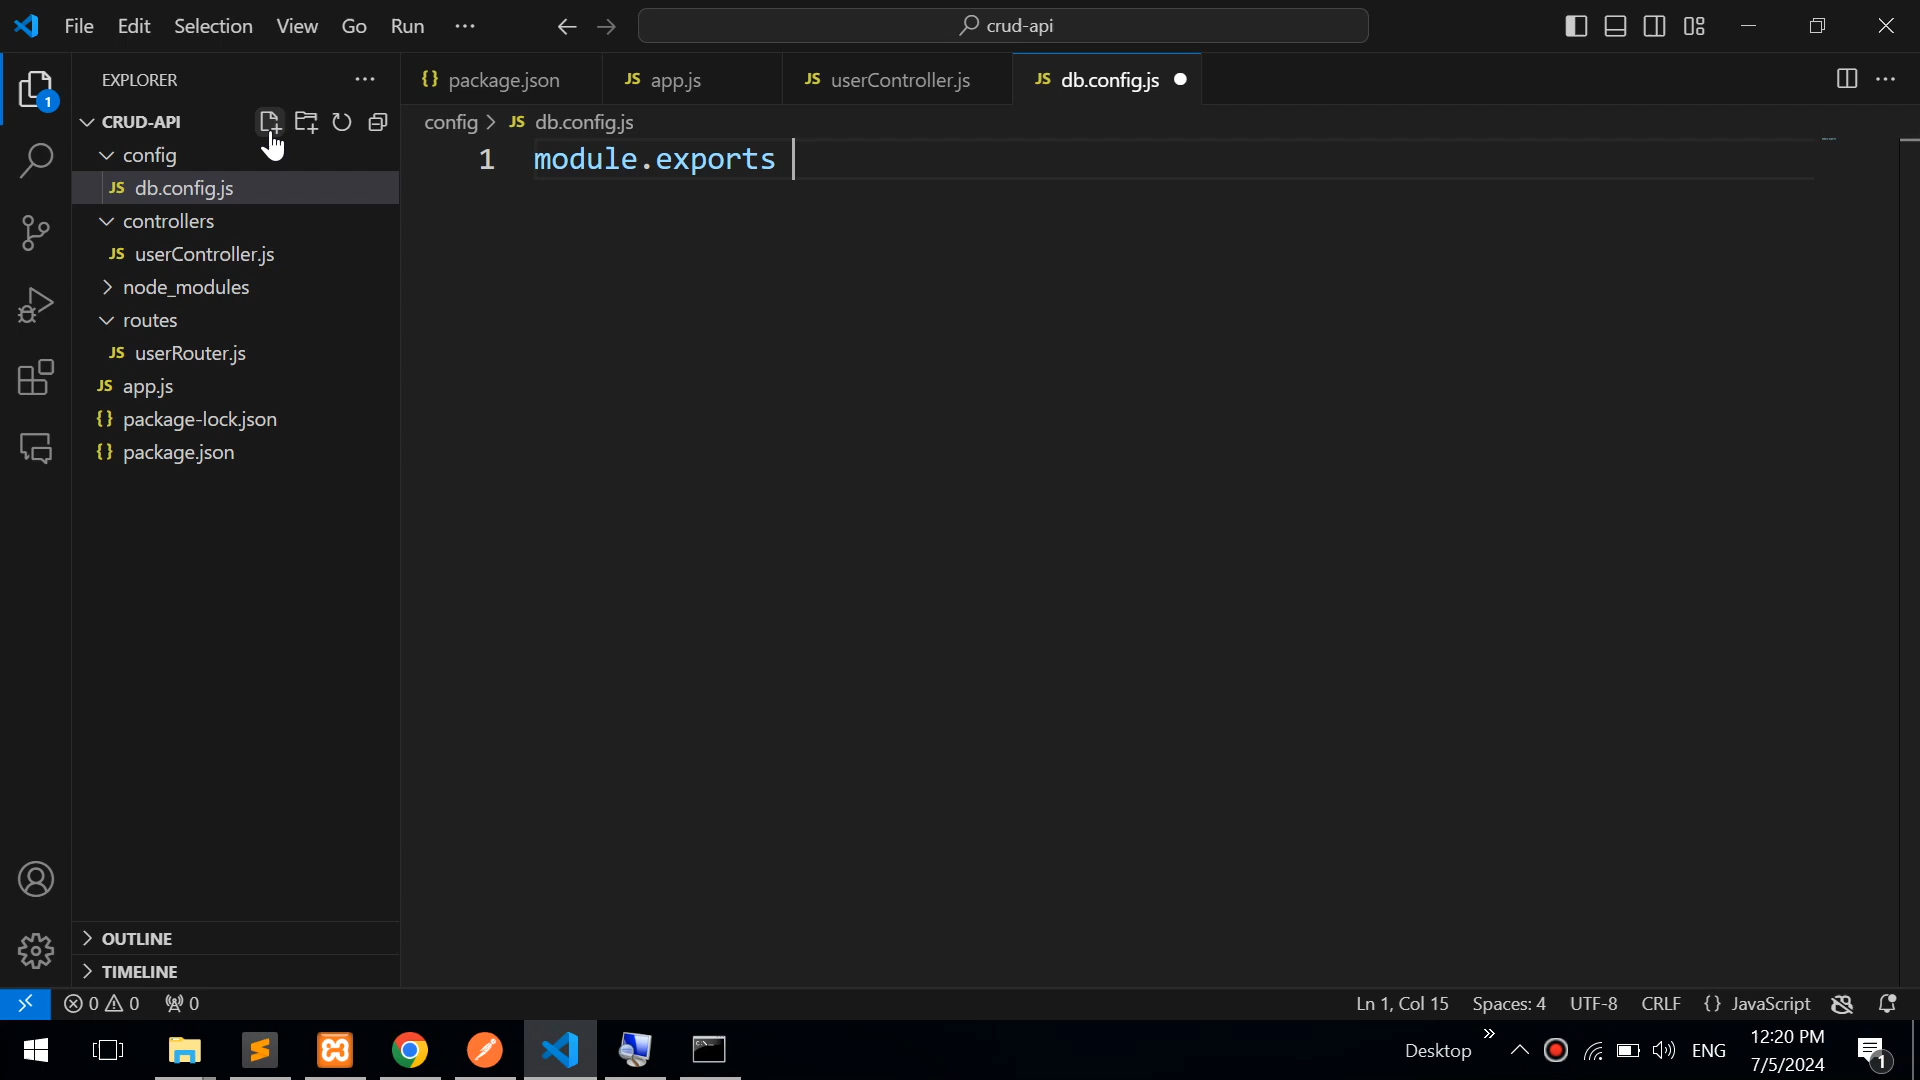 File Edit Selection View Go Run ···
crud-api
EXPLORER ···
{} package.json
JS app.js
JS userController.js
JS db.config.js
1
CRUD-API
config > JS db.config.js
config
1 module.exports
JS db.config.js
controllers
JS userController.js
node_modules
routes
JS userRouter.js
JS app.js
{} package-lock.json
{} package.json
OUTLINE
TIMELINE
0 0 0
Ln 1, Col 15 Spaces: 4 UTF-8 CRLF {} JavaScript
Desktop » ENG
12:20 PM
7/5/2024
1